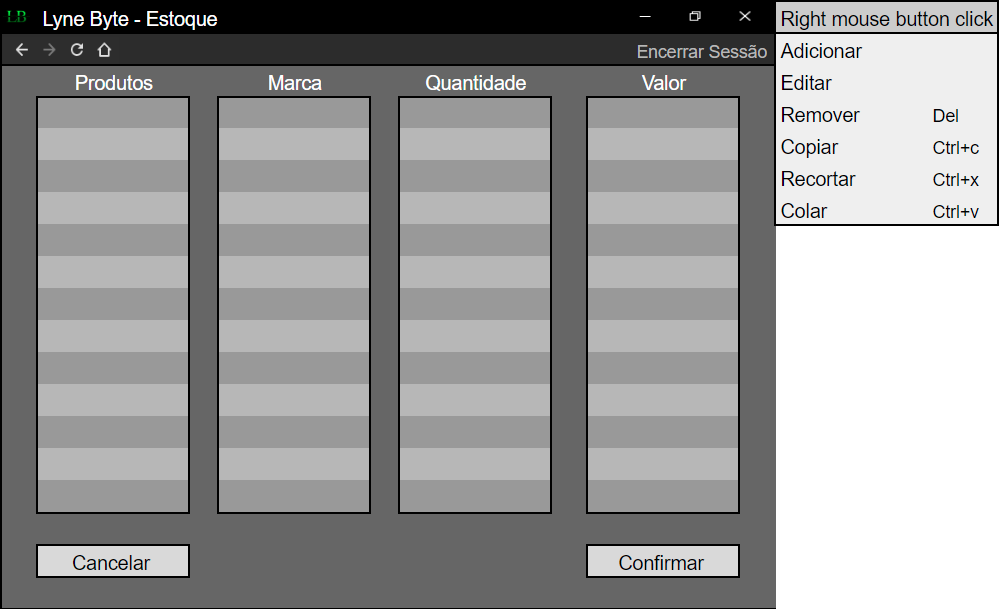 LB Lyne Byte - Estoque
Encerrar Sessão
Produtos Marca Quantidade Valor
Cancelar Confirmar
Right mouse button click
Adicionar
Editar
Remover Del
Copiar Ctrl+c
Recortar Ctrl+x
Colar Ctrl+v